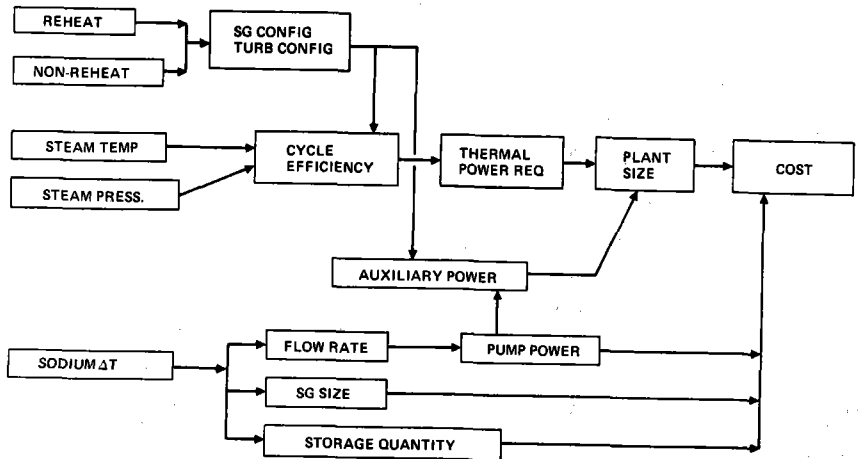 REHEAT
NON-REHEAT
SG CONFIG
TURB CONFIG
STEAM TEMP
STEAM PRESS.
CYCLE
EFFICIENCY
THERMAL
POWER REQ
PLANT
SIZE
COST
AUXILIARY POWER
SODIUM ΔT
FLOW RATE
PUMP POWER
SG SIZE
STORAGE QUANTITY